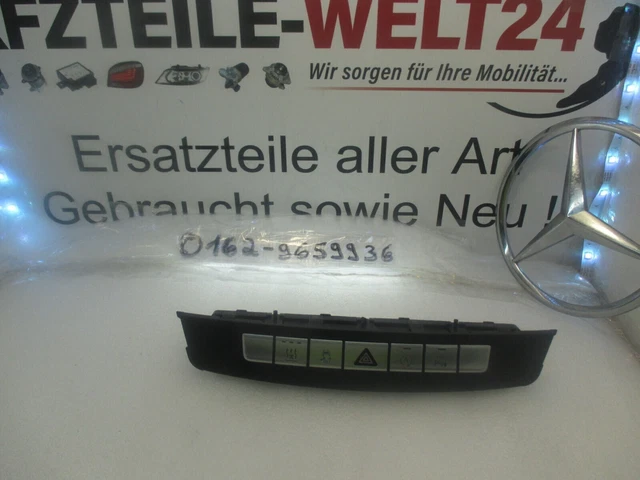 AFZTEILE-WELT24
Wir sorgen für Ihre Mobilität...
Ersatzteile aller Art
Gebraucht sowie Neu !
0162-9659936